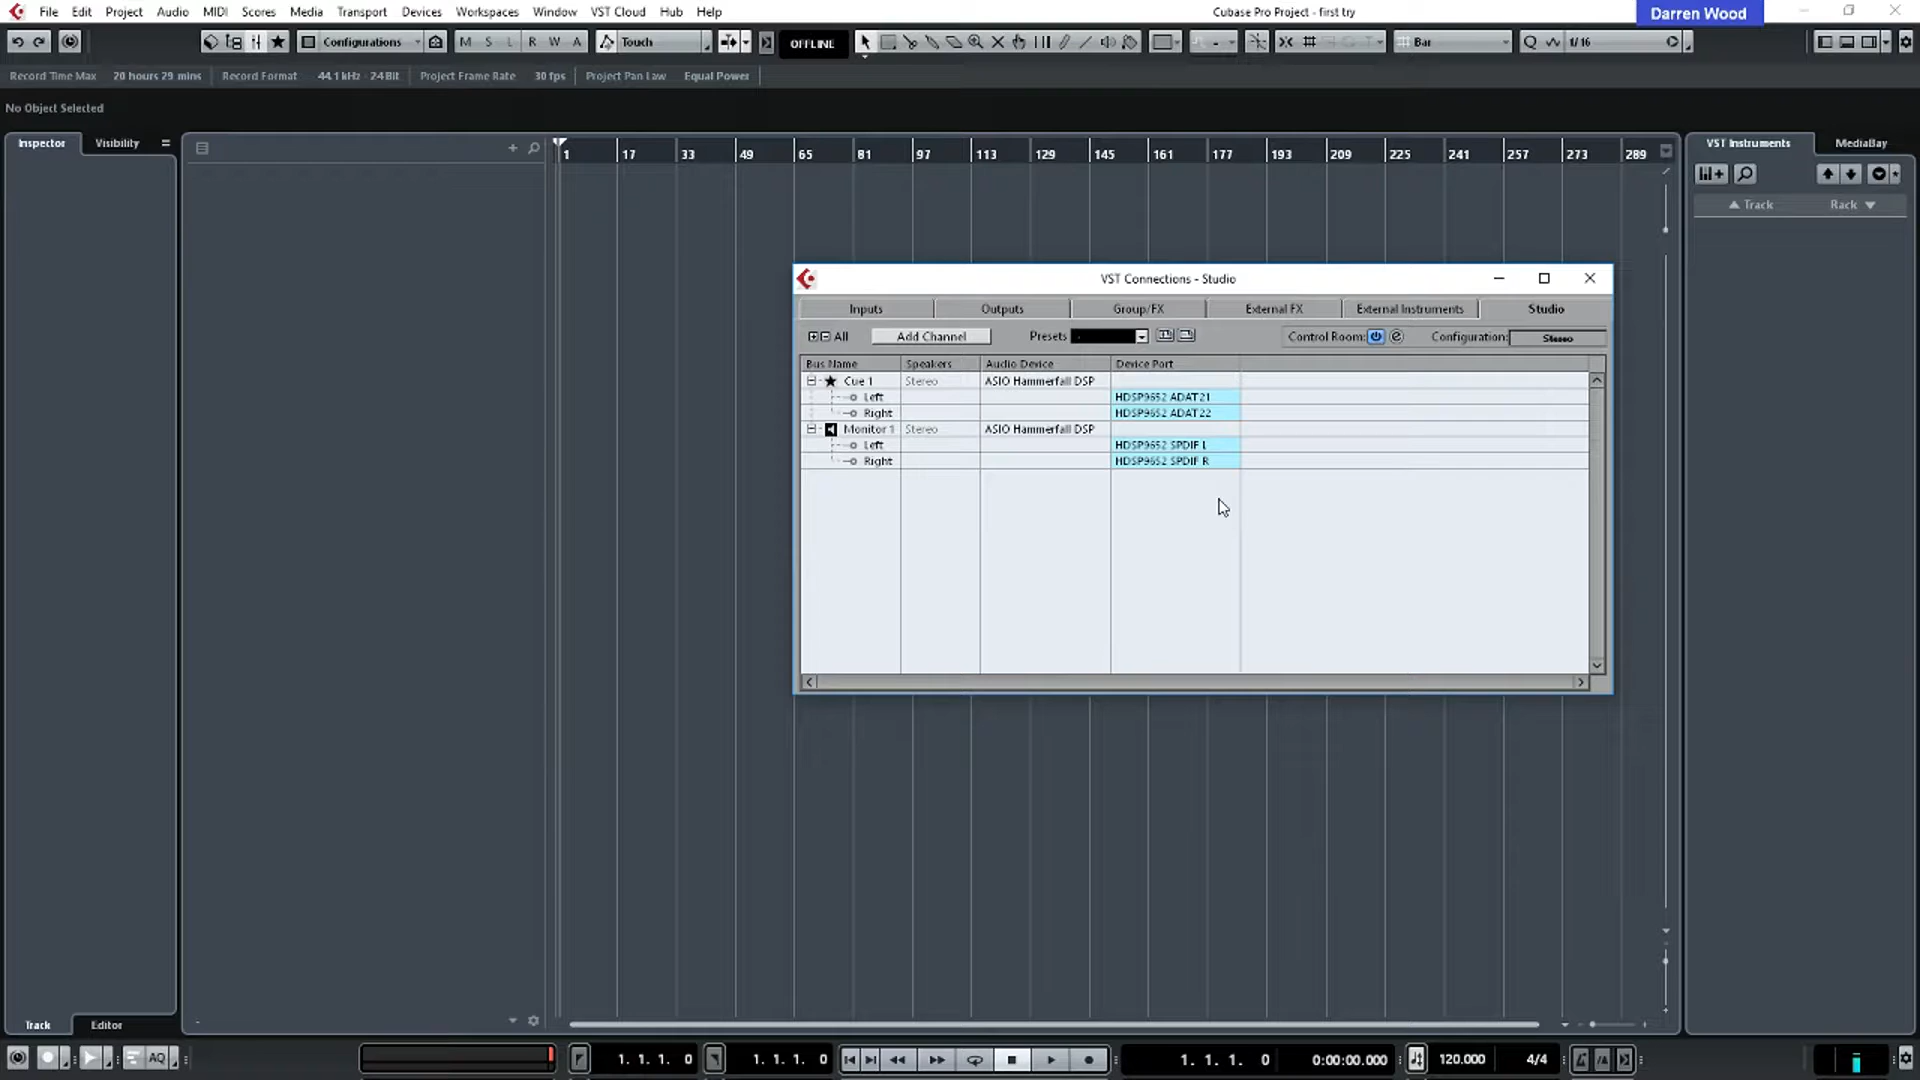 File Edit Project Audio MIDI Scores Media Transport Devices Workspaces Window VST Cloud Hub Help Cubase Pro Project - first try Darren Wood
Configurations M S L R W A Touch OFFLINE Bar Q 1/16
Record Time Max 20 hours 29 mins Record Format 44.1 kHz - 24 Bit Project Frame Rate 30 fps Project Pan Law Equal Power
No Object Selected
Inspector Visibility 1 17 33 49 65 81 97 113 129 145 161 177 193 209 225 241 257 273 289 VST Instruments MediaBay
Track Rack
VST Connections - Studio
Inputs Outputs Group/FX External FX External Instruments Studio
All Add Channel Presets - Control Room: e Configuration: Stereo
Bus Name Speakers Audio Device Device Port
Cue 1 Stereo ASIO Hammerfall DSP
Left HDSP9652 ADAT21
Right HDSP9652 ADAT22
Monitor 1 Stereo ASIO Hammerfall DSP
Left HDSP9652 SPDIF L
Right HDSP9652 SPDIF R
Track Editor
AQ 1. 1. 1. 0 1. 1. 1. 0 1. 1. 1. 0 0:00:00.000 120.000 4/4